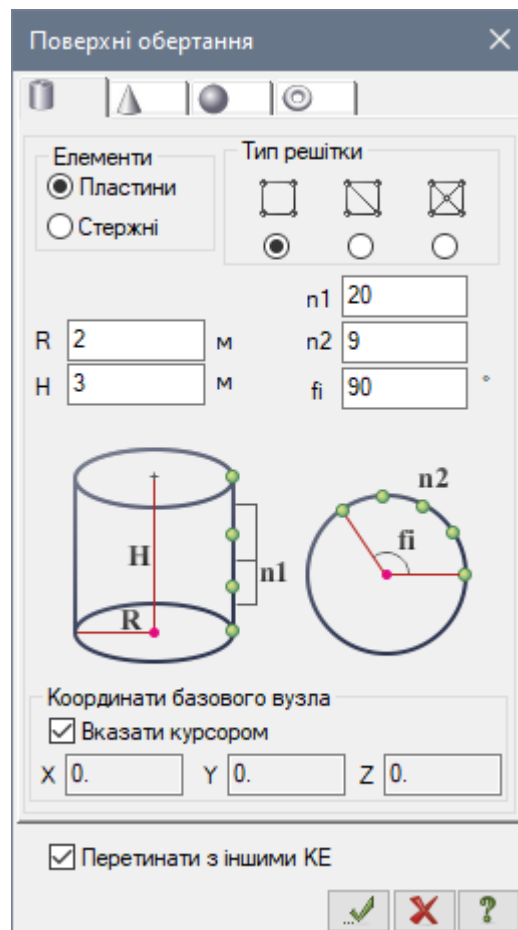 Поверхні обертання
Елементи
Тип решітки
Пластини
Стержні
n1 20
R 2 м n2 9
H 3 м fi 90 °
n2
fi
H
n1
R
Координати базового вузла
Вказати курсором
X 0. Y 0. Z 0.
Перетинати з іншими КЕ